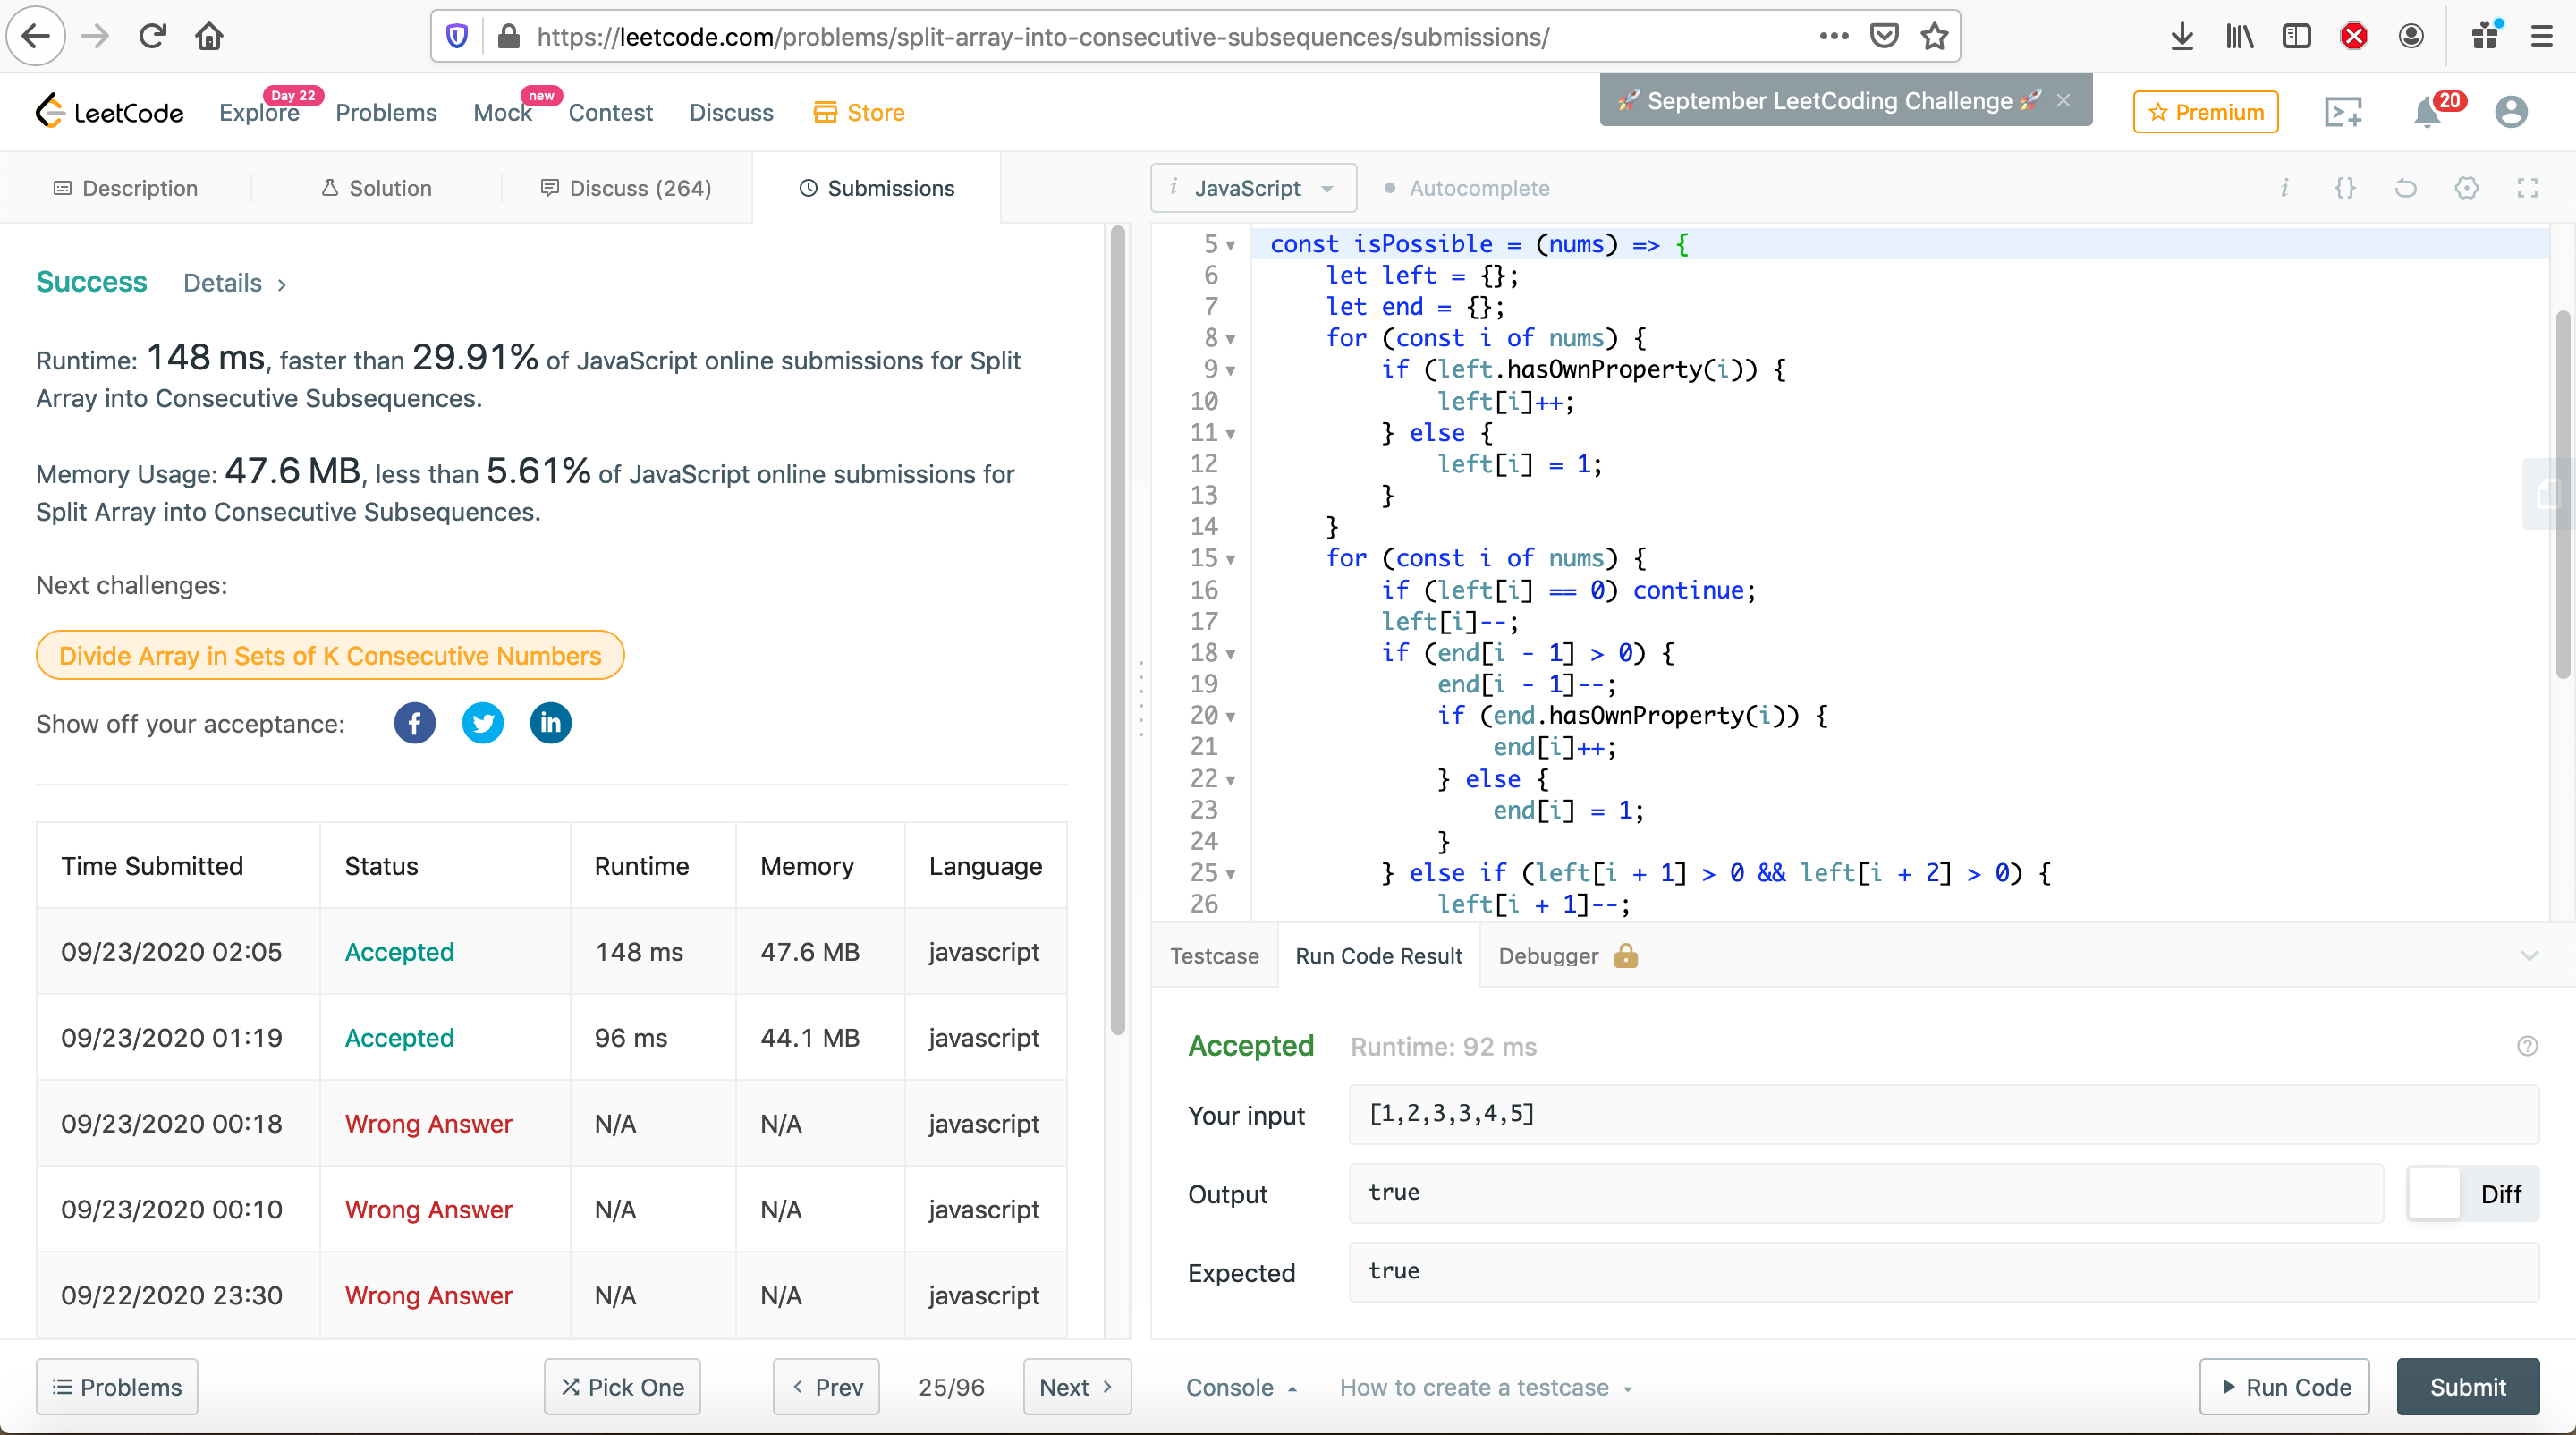 https://leetcode.com/problems/split-array-into-consecutive-subsequences/submissions/
LeetCode
Explore
Day 22
Problems
Mock
new
Contest
Discuss
Store
🚀 September LeetCoding Challenge 🚀 ×
Premium
20
Description
Solution
Discuss (264)
Submissions
i JavaScript
Autocomplete
Success Details >
Runtime: 148 ms, faster than 29.91% of JavaScript online submissions for Split
Array into Consecutive Subsequences.
Memory Usage: 47.6 MB, less than 5.61% of JavaScript online submissions for
Split Array into Consecutive Subsequences.
Next challenges:
Divide Array in Sets of K Consecutive Numbers
Show off your acceptance:
Time Submitted Status Runtime Memory Language
09/23/2020 02:05 Accepted 148 ms 47.6 MB javascript
09/23/2020 01:19 Accepted 96 ms 44.1 MB javascript
09/23/2020 00:18 Wrong Answer N/A N/A javascript
09/23/2020 00:10 Wrong Answer N/A N/A javascript
09/22/2020 23:30 Wrong Answer N/A N/A javascript
5 const isPossible = (nums) => {
6 let left = {};
7 let end = {};
8 for (const i of nums) {
9 if (left.hasOwnProperty(i)) {
10 left[i]++;
11 } else {
12 left[i] = 1;
13 }
14 }
15 for (const i of nums) {
16 if (left[i] == 0) continue;
17 left[i]--;
18 if (end[i - 1] > 0) {
19 end[i - 1]--;
20 if (end.hasOwnProperty(i)) {
21 end[i]++;
22 } else {
23 end[i] = 1;
24 }
25 } else if (left[i + 1] > 0 && left[i + 2] > 0) {
26 left[i + 1]--;
Testcase
Run Code Result
Debugger
Accepted Runtime: 92 ms
Your input [1,2,3,3,4,5]
Output true
Diff
Expected true
Problems
Pick One
< Prev
25/96
Next >
Console
How to create a testcase
Run Code
Submit